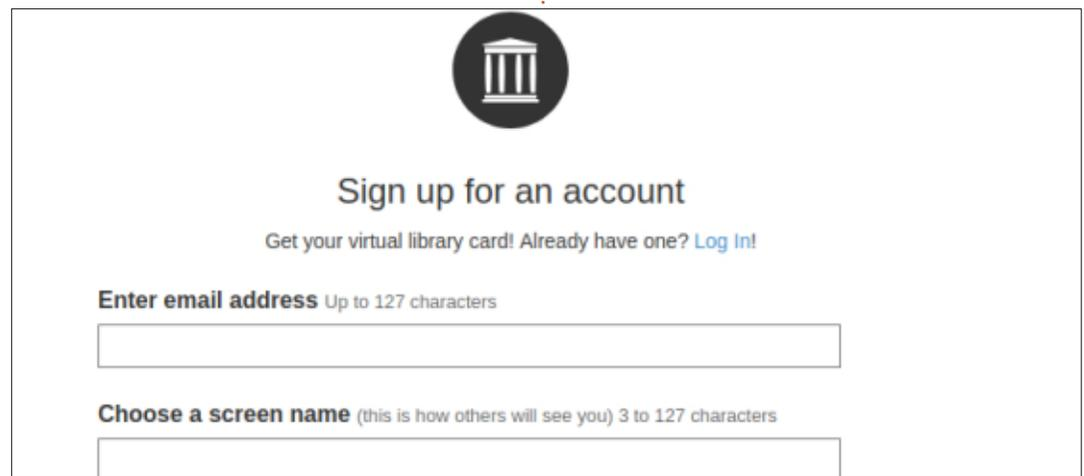 Sign up for an account
Get your virtual library card! Already have one? Log In!
Enter email address Up to 127 characters
Choose a screen name (this is how others will see you) 3 to 127 characters